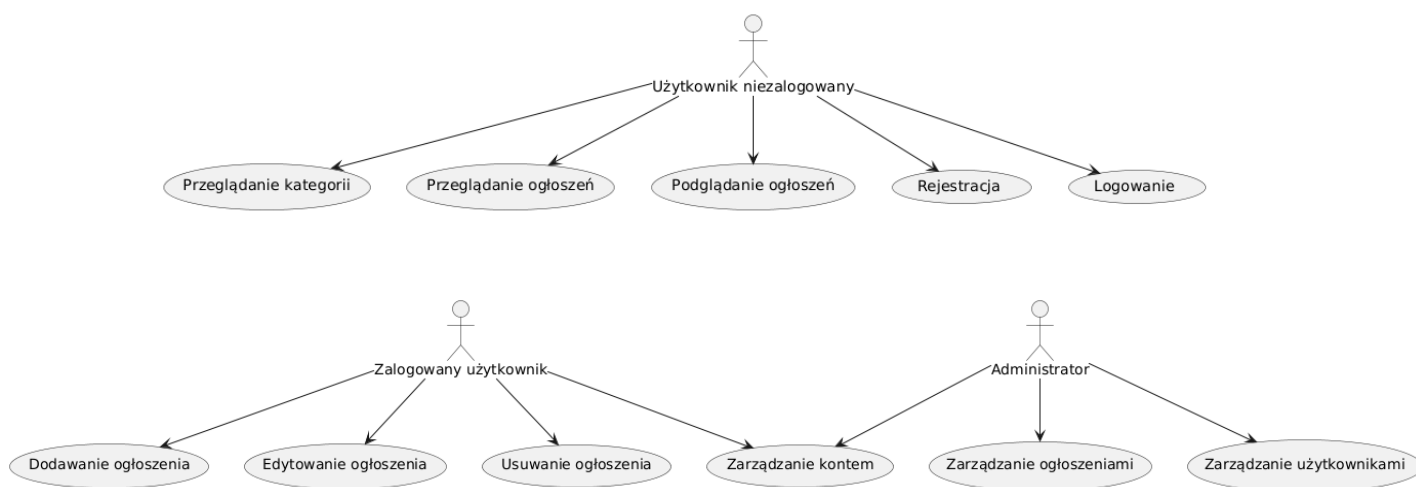 Użytkownik niezalogowany
Przeglądanie kategorii
Przeglądanie ogłoszeń
Podglądanie ogłoszeń
Rejestracja
Logowanie
Zalogowany użytkownik
Administrator
Dodawanie ogłoszenia
Edytowanie ogłoszenia
Usuwanie ogłoszenia
Zarządzanie kontem
Zarządzanie ogłoszeniami
Zarządzanie użytkownikami